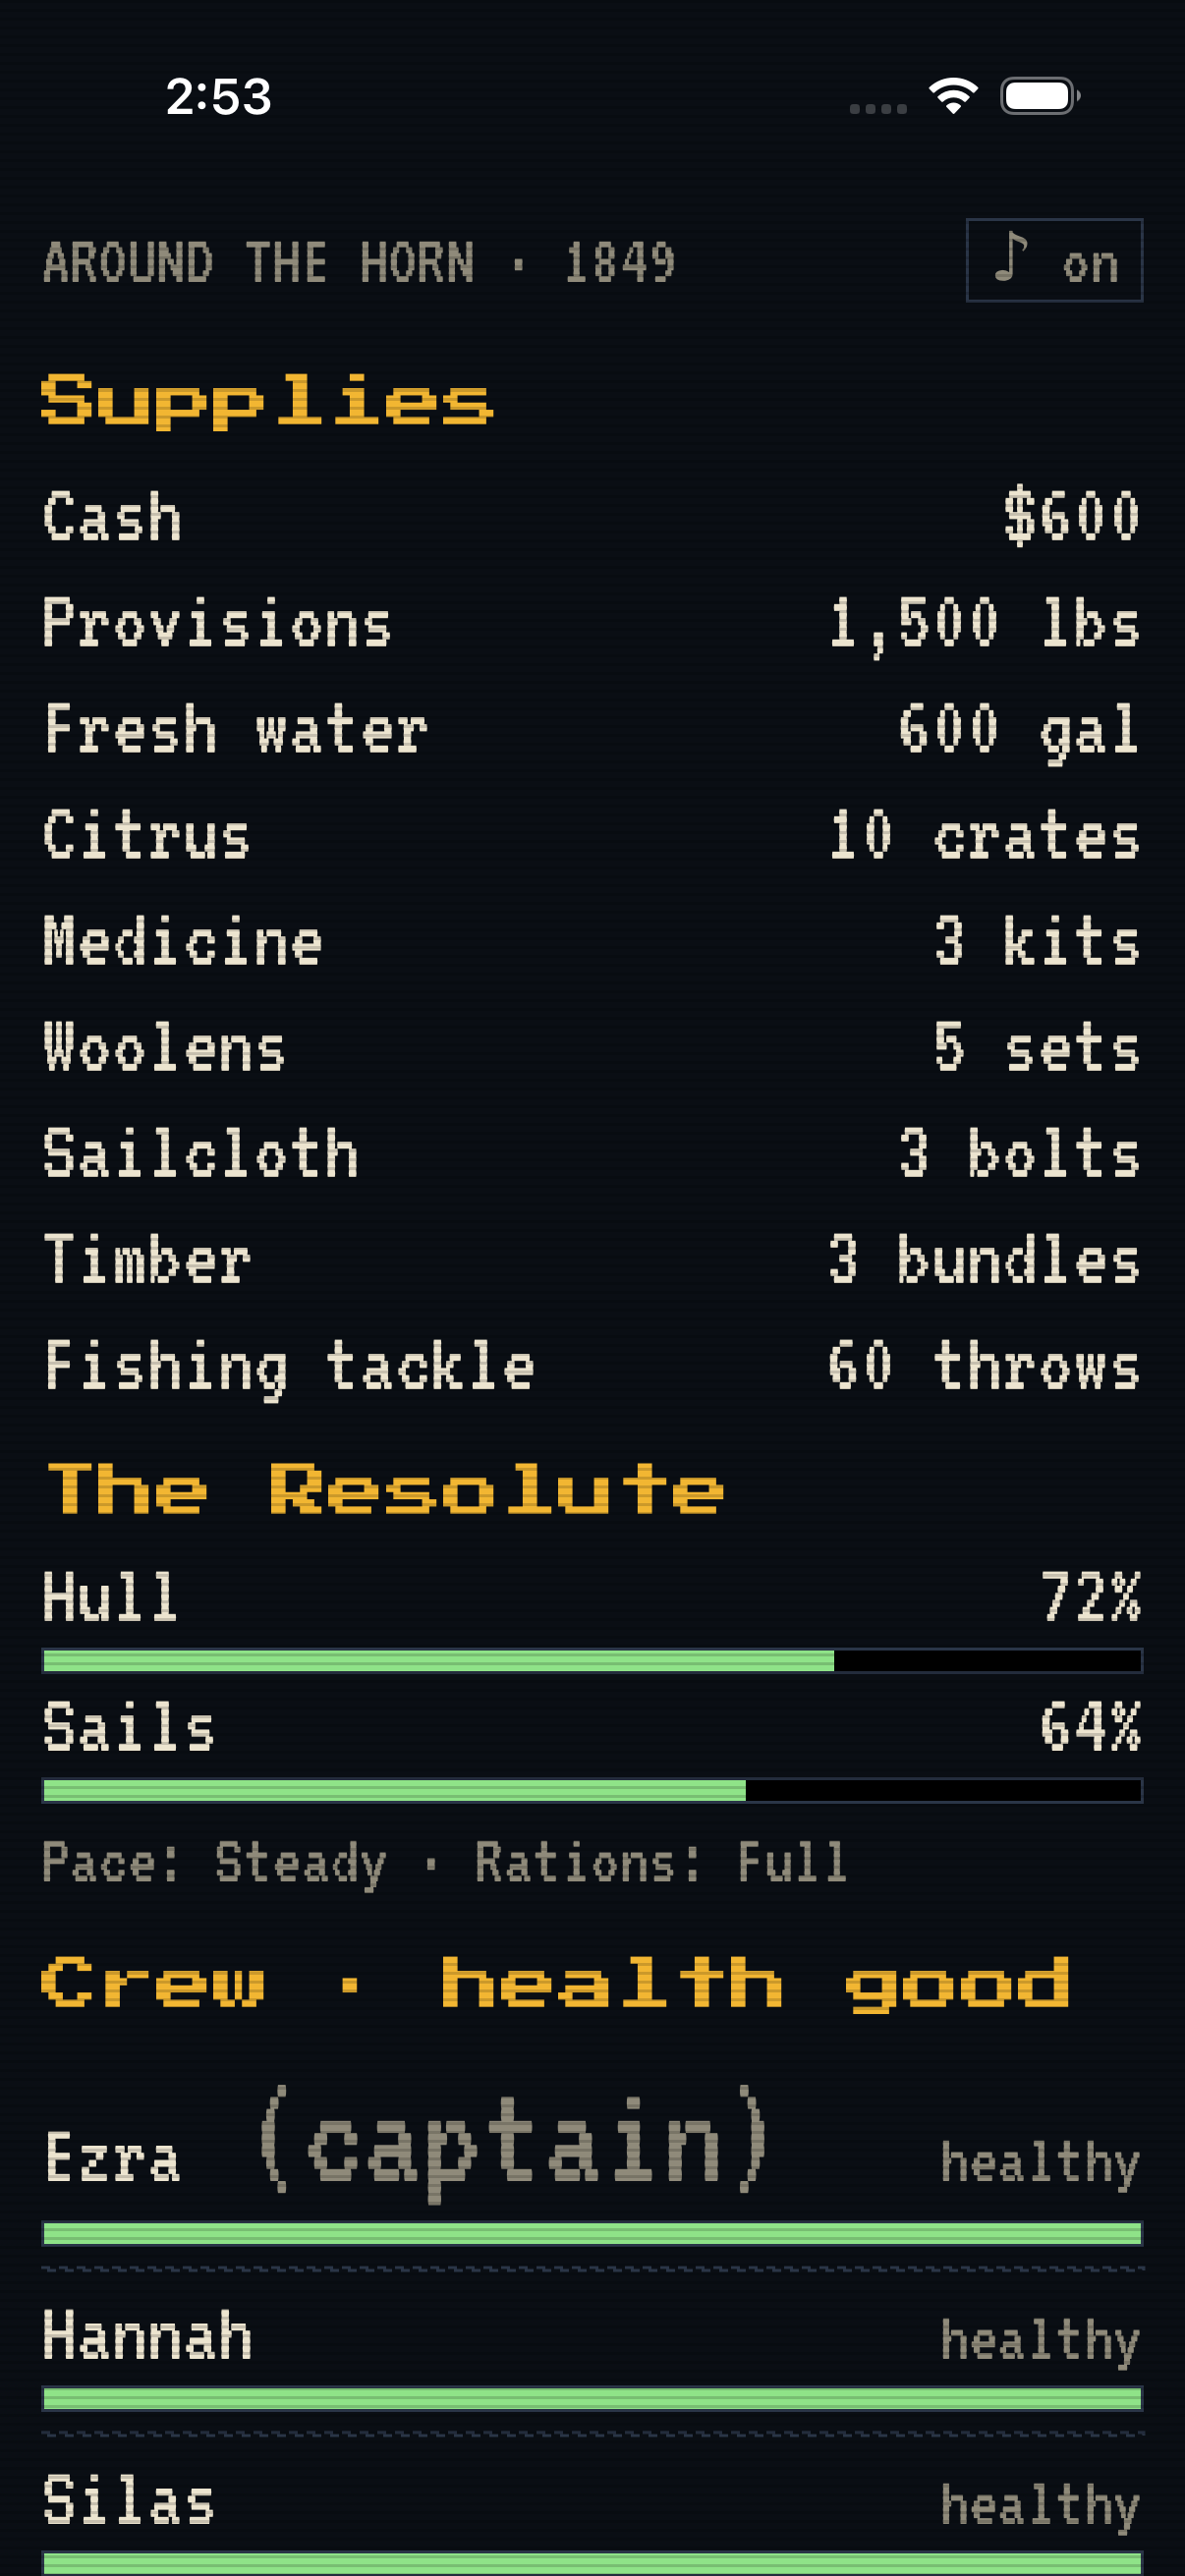 2:53
AROUND THE HORN · 1849 ♪ on
Supplies
Cash $600
Provisions 1,500 lbs
Fresh water 600 gal
Citrus 10 crates
Medicine 3 kits
Woolens 5 sets
Sailcloth 3 bolts
Timber 3 bundles
Fishing tackle 60 throws
The Resolute
Hull 72%
Sails 64%
Pace: Steady · Rations: Full
Crew · health good
Ezra (captain) healthy
Hannah healthy
Silas healthy